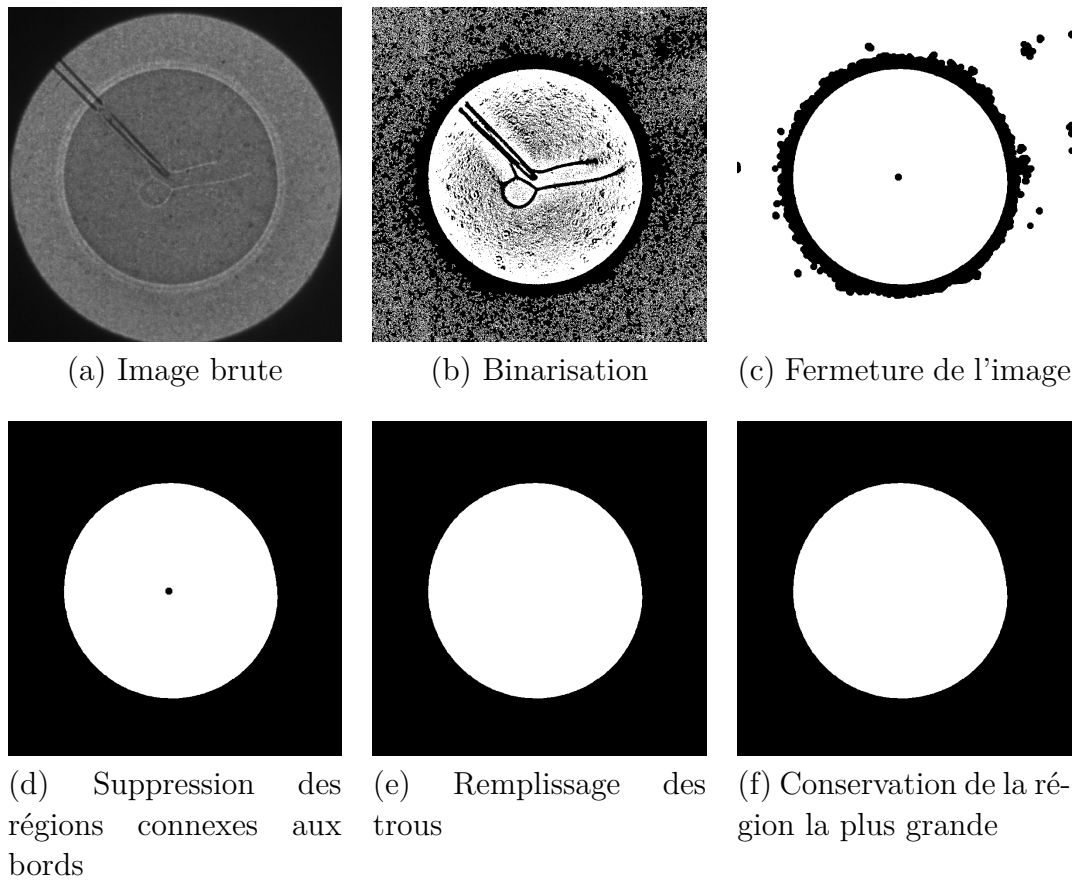 (a) Image brute
(b) Binarisation
(c) Fermeture de l'image
(d) Suppression des
régions connexes aux
bords
(e) Remplissage des
trous
(f) Conservation de la ré-
gion la plus grande